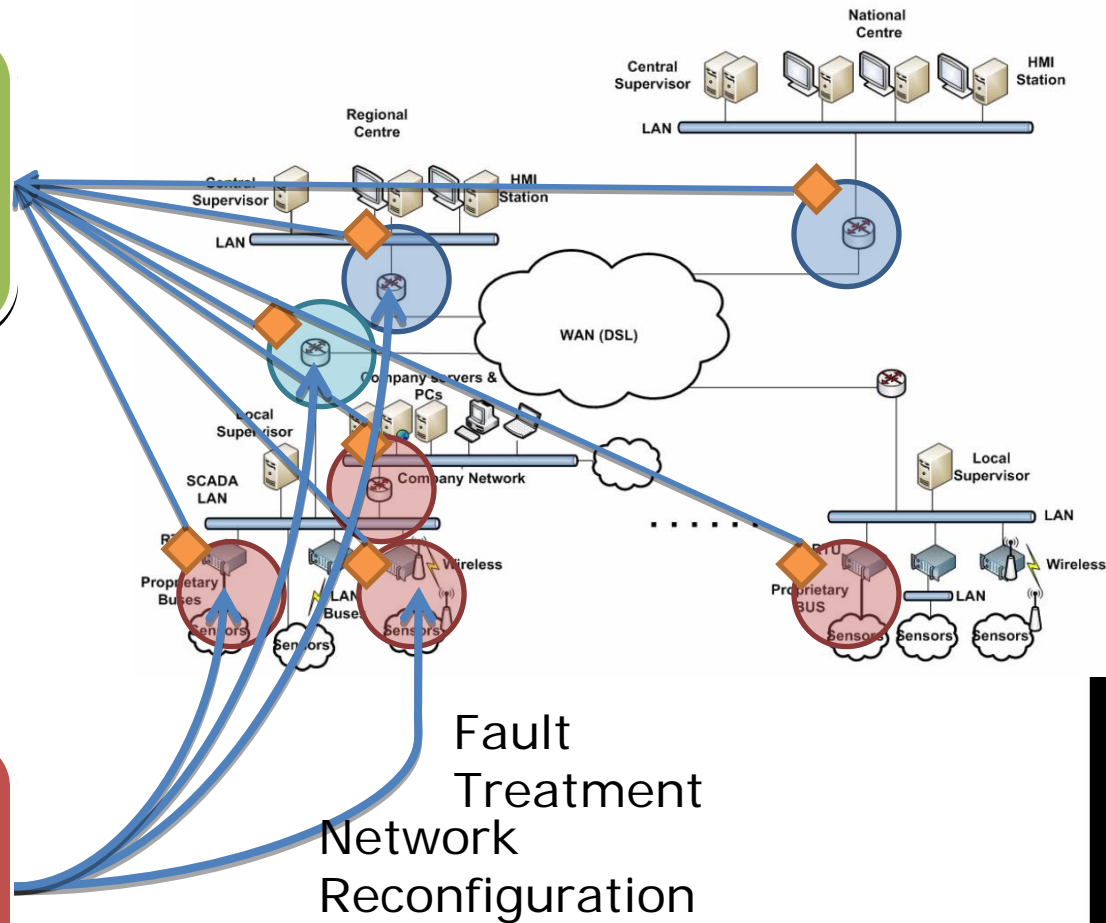 National
Centre
Central
Supervisor
HMI
Station
LAN
Regional
Centre
Central
Supervisor
HMI
Station
LAN
WAN (DSL)
Company servers &
PCs
Local
Supervisor
SCADA
LAN
Company Network
Local
Supervisor
. . . . . . .
LAN
Wireless
RTU
Wireless
Proprietary
Buses
LAN
Buses
Proprietary
BUS
LAN
Sensors
Sensors
Sensors
Sensors
Sensors
Sensors
Fault
Treatment
Network
Reconfiguration